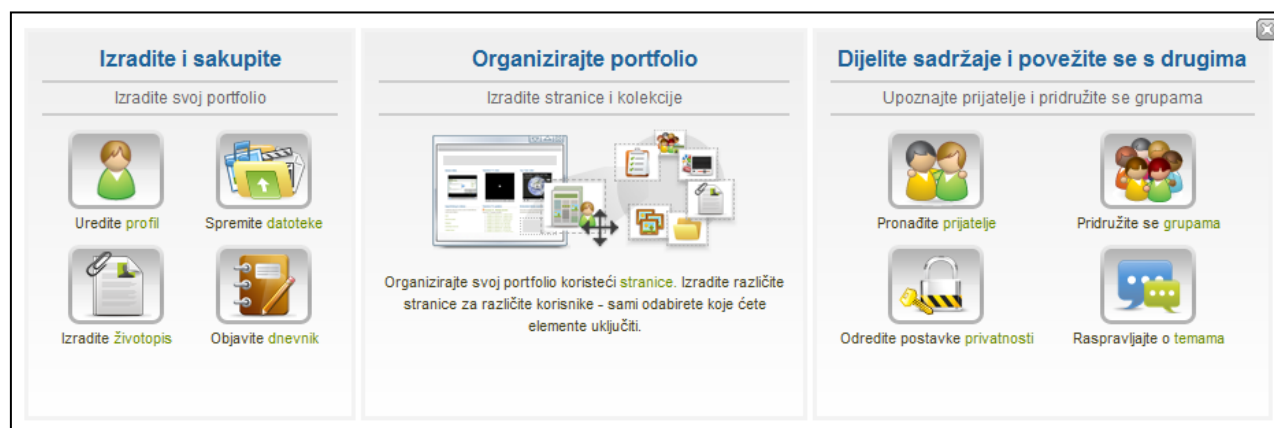 Izradite i sakupite
Izradite svoj portfolio
Uredite profil
Spremite datoteke
Izradite životopis
Objavite dnevnik
Organizirajte portfolio
Izradite stranice i kolekcije
Organizirajte svoj portfolio koristeći stranice. Izradite različite
stranice za različite korisnike - sami odabirete koje ćete
elemente uključiti.
Dijelite sadržaje i povežite se s drugima
Upoznajte prijatelje i pridružite se grupama
Pronađite prijatelje
Pridružite se grupama
Odredite postavke privatnosti
Raspravljajte o temama